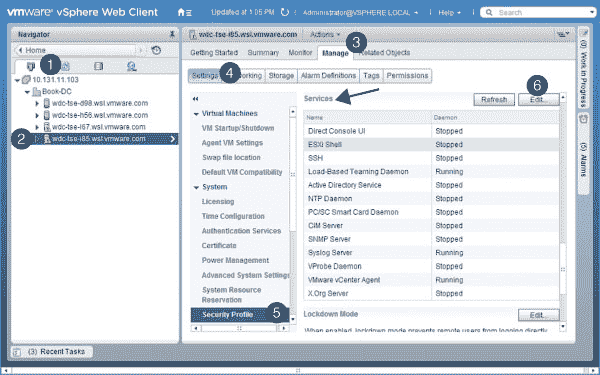 vmware® vSphere Web Client
Updated at 1:05 PM
Administrator@VSPHERE.LOCAL
Help
Navigator
Home
1
10.131.11.103
Book-DC
wdc-tse-d98.wsl.vmware.com
wdc-tse-h56.wsl.vmware.com
wdc-tse-i67.wsl.vmware.com
2
wdc-tse-i85.wsl.vmware.com
wdc-tse-i85.wsl.vmware.com
Actions
3
Getting Started
Summary
Monitor
Manage
Related Objects
Settings
4
Storage
Alarm Definitions
Tags
Permissions
Virtual Machines
VM Startup/Shutdown
Agent VM Settings
Swap file location
Default VM Compatibility
System
Licensing
Time Configuration
Authentication Services
Certificate
Power Management
Advanced System Settings
System Resource
Reservation
Security Profile
5
Services
6
Refresh
Edit...
Name
Daemon
Direct Console UI
Stopped
ESXi Shell
Stopped
SSH
Stopped
Load-Based Teaming Daemon
Running
Active Directory Service
Stopped
NTP Daemon
Stopped
PC/SC Smart Card Daemon
Stopped
CIM Server
Stopped
SNMP Server
Stopped
Syslog Server
Running
VProbe Daemon
Stopped
VMware vCenter Agent
Running
X.Org Server
Stopped
Lockdown Mode
Edit...
When enabled, lockdown mode prevents remote users from logging directly
(0) Work in Progress
(5) Alarms
(3) Recent Tasks